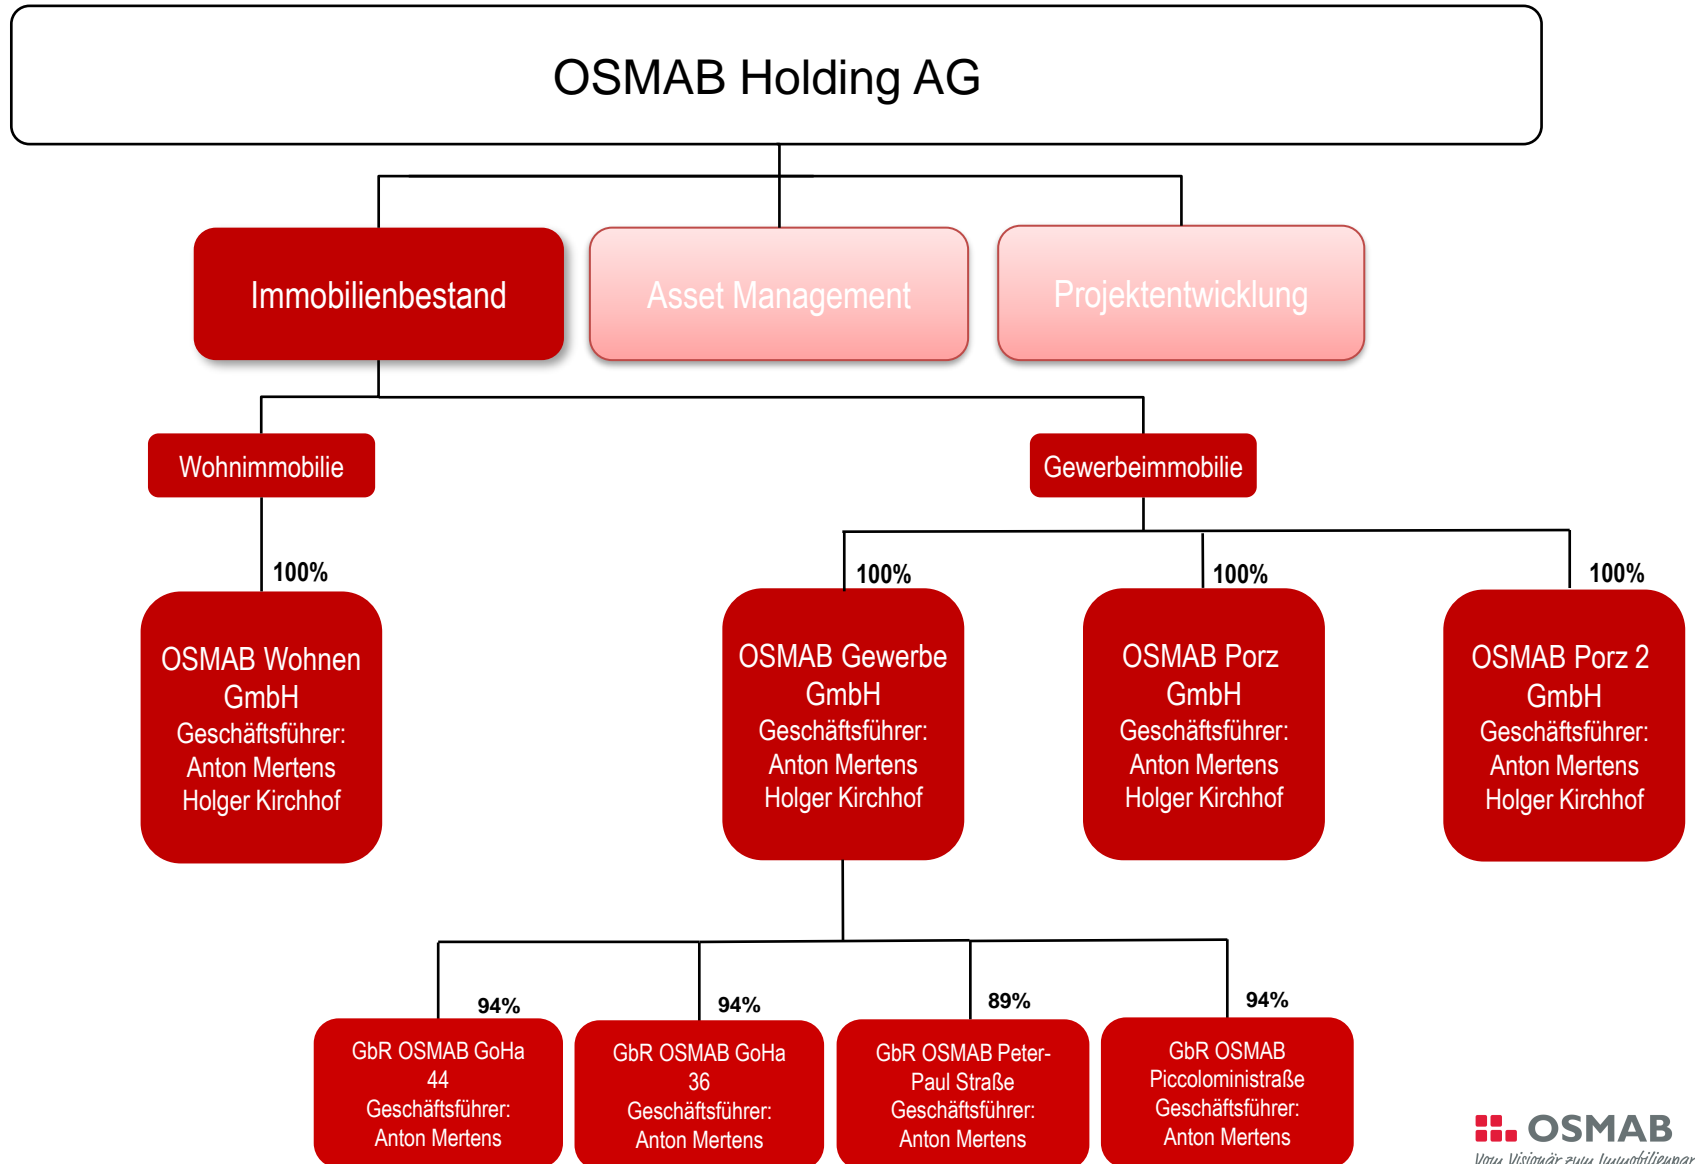 OSMAB Holding AG
Immobilienbestand
Asset Management
Projektentwicklung
Wohnimmobilie
Gewerbeimmobilie
100%
100%
100%
100%
OSMAB Wohnen
GmbH
Geschäftsführer:
Anton Mertens
Holger Kirchhof
OSMAB Gewerbe
GmbH
Geschäftsführer:
Anton Mertens
Holger Kirchhof
OSMAB Porz
GmbH
Geschäftsführer:
Anton Mertens
Holger Kirchhof
OSMAB Porz 2
GmbH
Geschäftsführer:
Anton Mertens
Holger Kirchhof
94%
94%
89%
94%
GbR OSMAB GoHa
44
Geschäftsführer:
Anton Mertens
GbR OSMAB GoHa
36
Geschäftsführer:
Anton Mertens
GbR OSMAB Peter-
Paul Straße
Geschäftsführer:
Anton Mertens
GbR OSMAB
Piccoloministraße
Geschäftsführer:
Anton Mertens
OSMAB
Vom Visionär zum